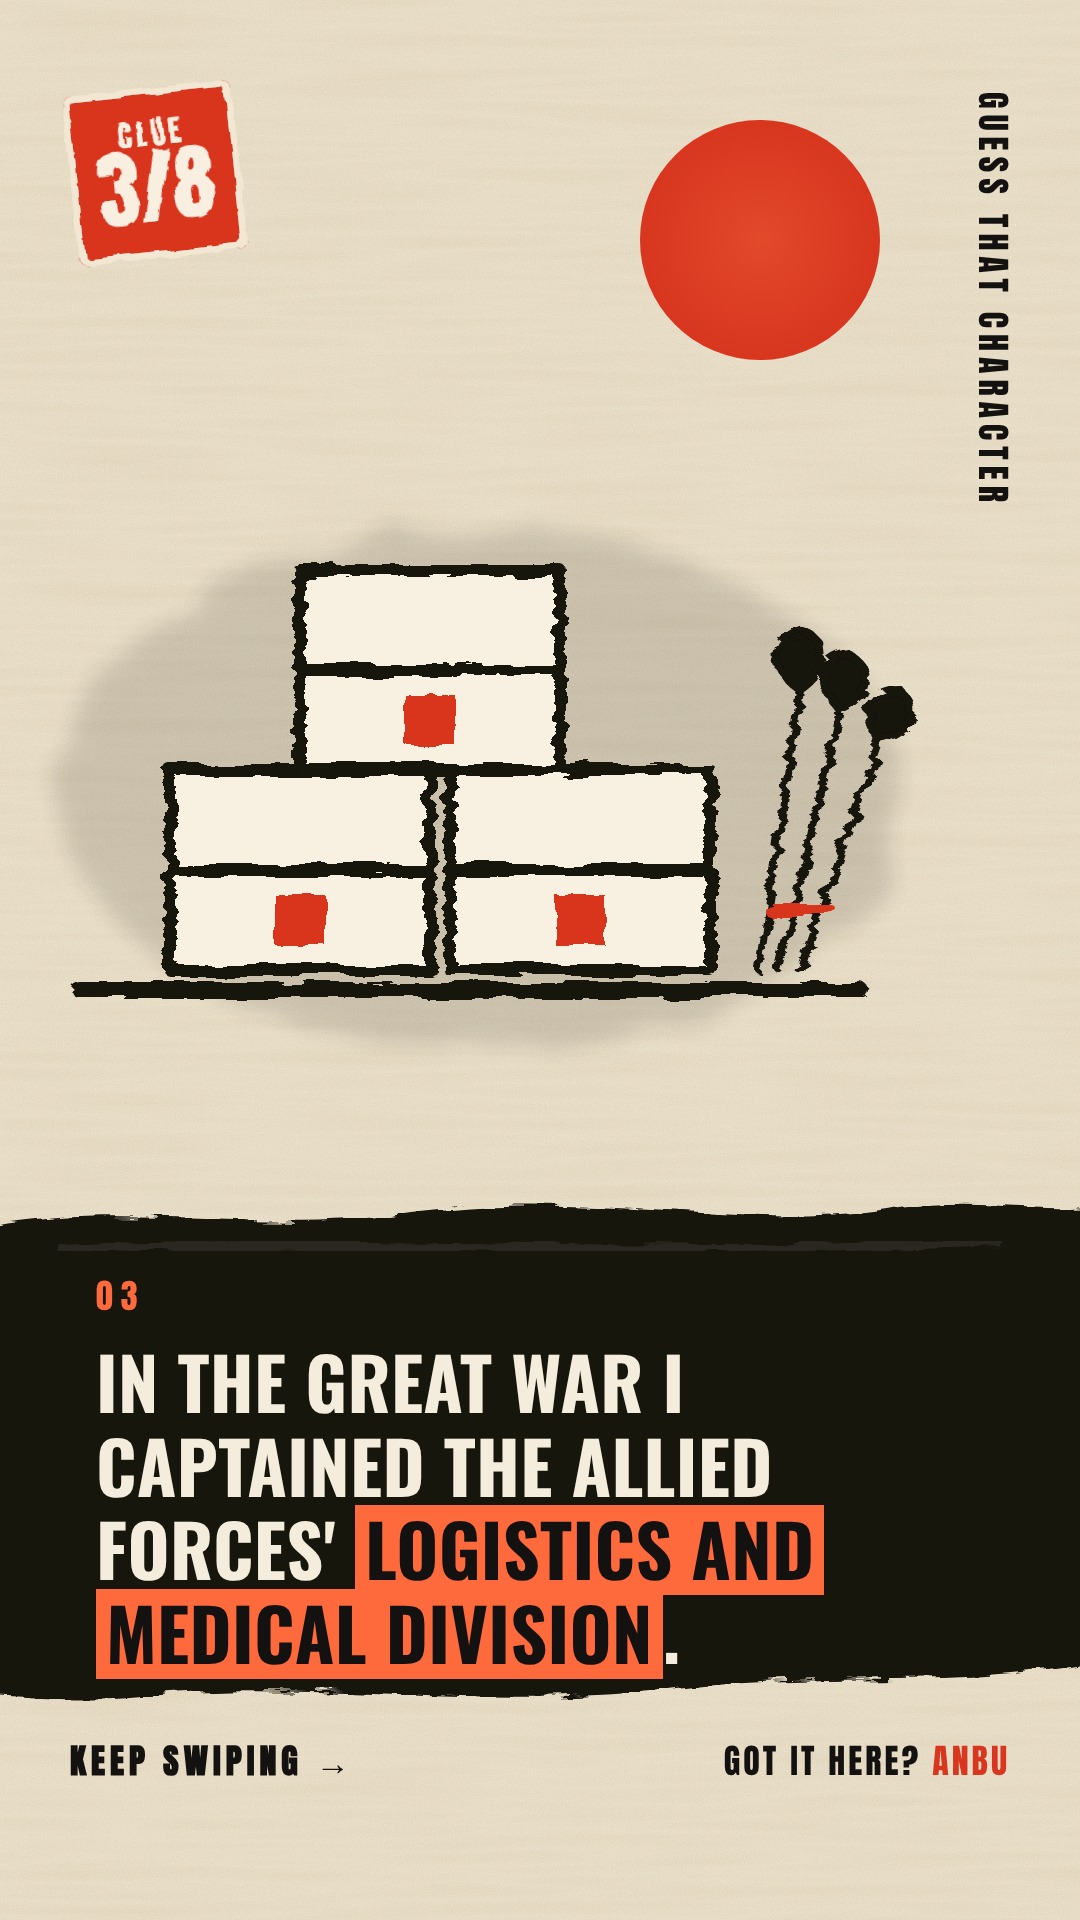 CLUE
3/8
GUESS THAT CHARACTER
03
IN THE GREAT WAR I
CAPTAINED THE ALLIED
FORCES' LOGISTICS AND
MEDICAL DIVISION.
KEEP SWIPING →
GOT IT HERE? ANBU